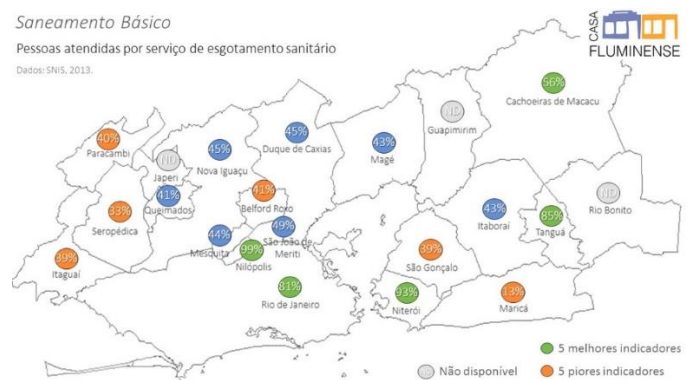 Saneamento Básico
Pessoas atendidas por serviço de esgotamento sanitário
Dados: SNIS, 2013.
CASA
FLUMINENSE
56%
Cachoeiras de Macacu
ND
Guapimirim
45%
Duque de Caxias
43%
Magé
40%
Paracambi
ND
Japeri
45%
Nova Iguaçu
41%
Queimados
41%
Belford Roxo
33%
Seropédica
44%
Mesquita
49%
São João de
Meriti
99%
Nilópolis
39%
Itaguaí
81%
Rio de Janeiro
43%
Itaboraí
85%
Tanguá
ND
Rio Bonito
39%
São Gonçalo
93%
Niterói
13%
Maricá
5 melhores indicadores
ND Não disponivel
5 piores indicadores